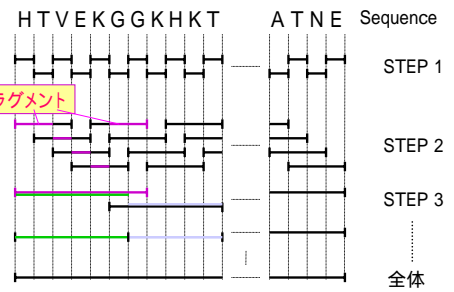 H T V E K G G K H K T A T N E Sequence
STEP 1
ラグメント
STEP 2
STEP 3
全体